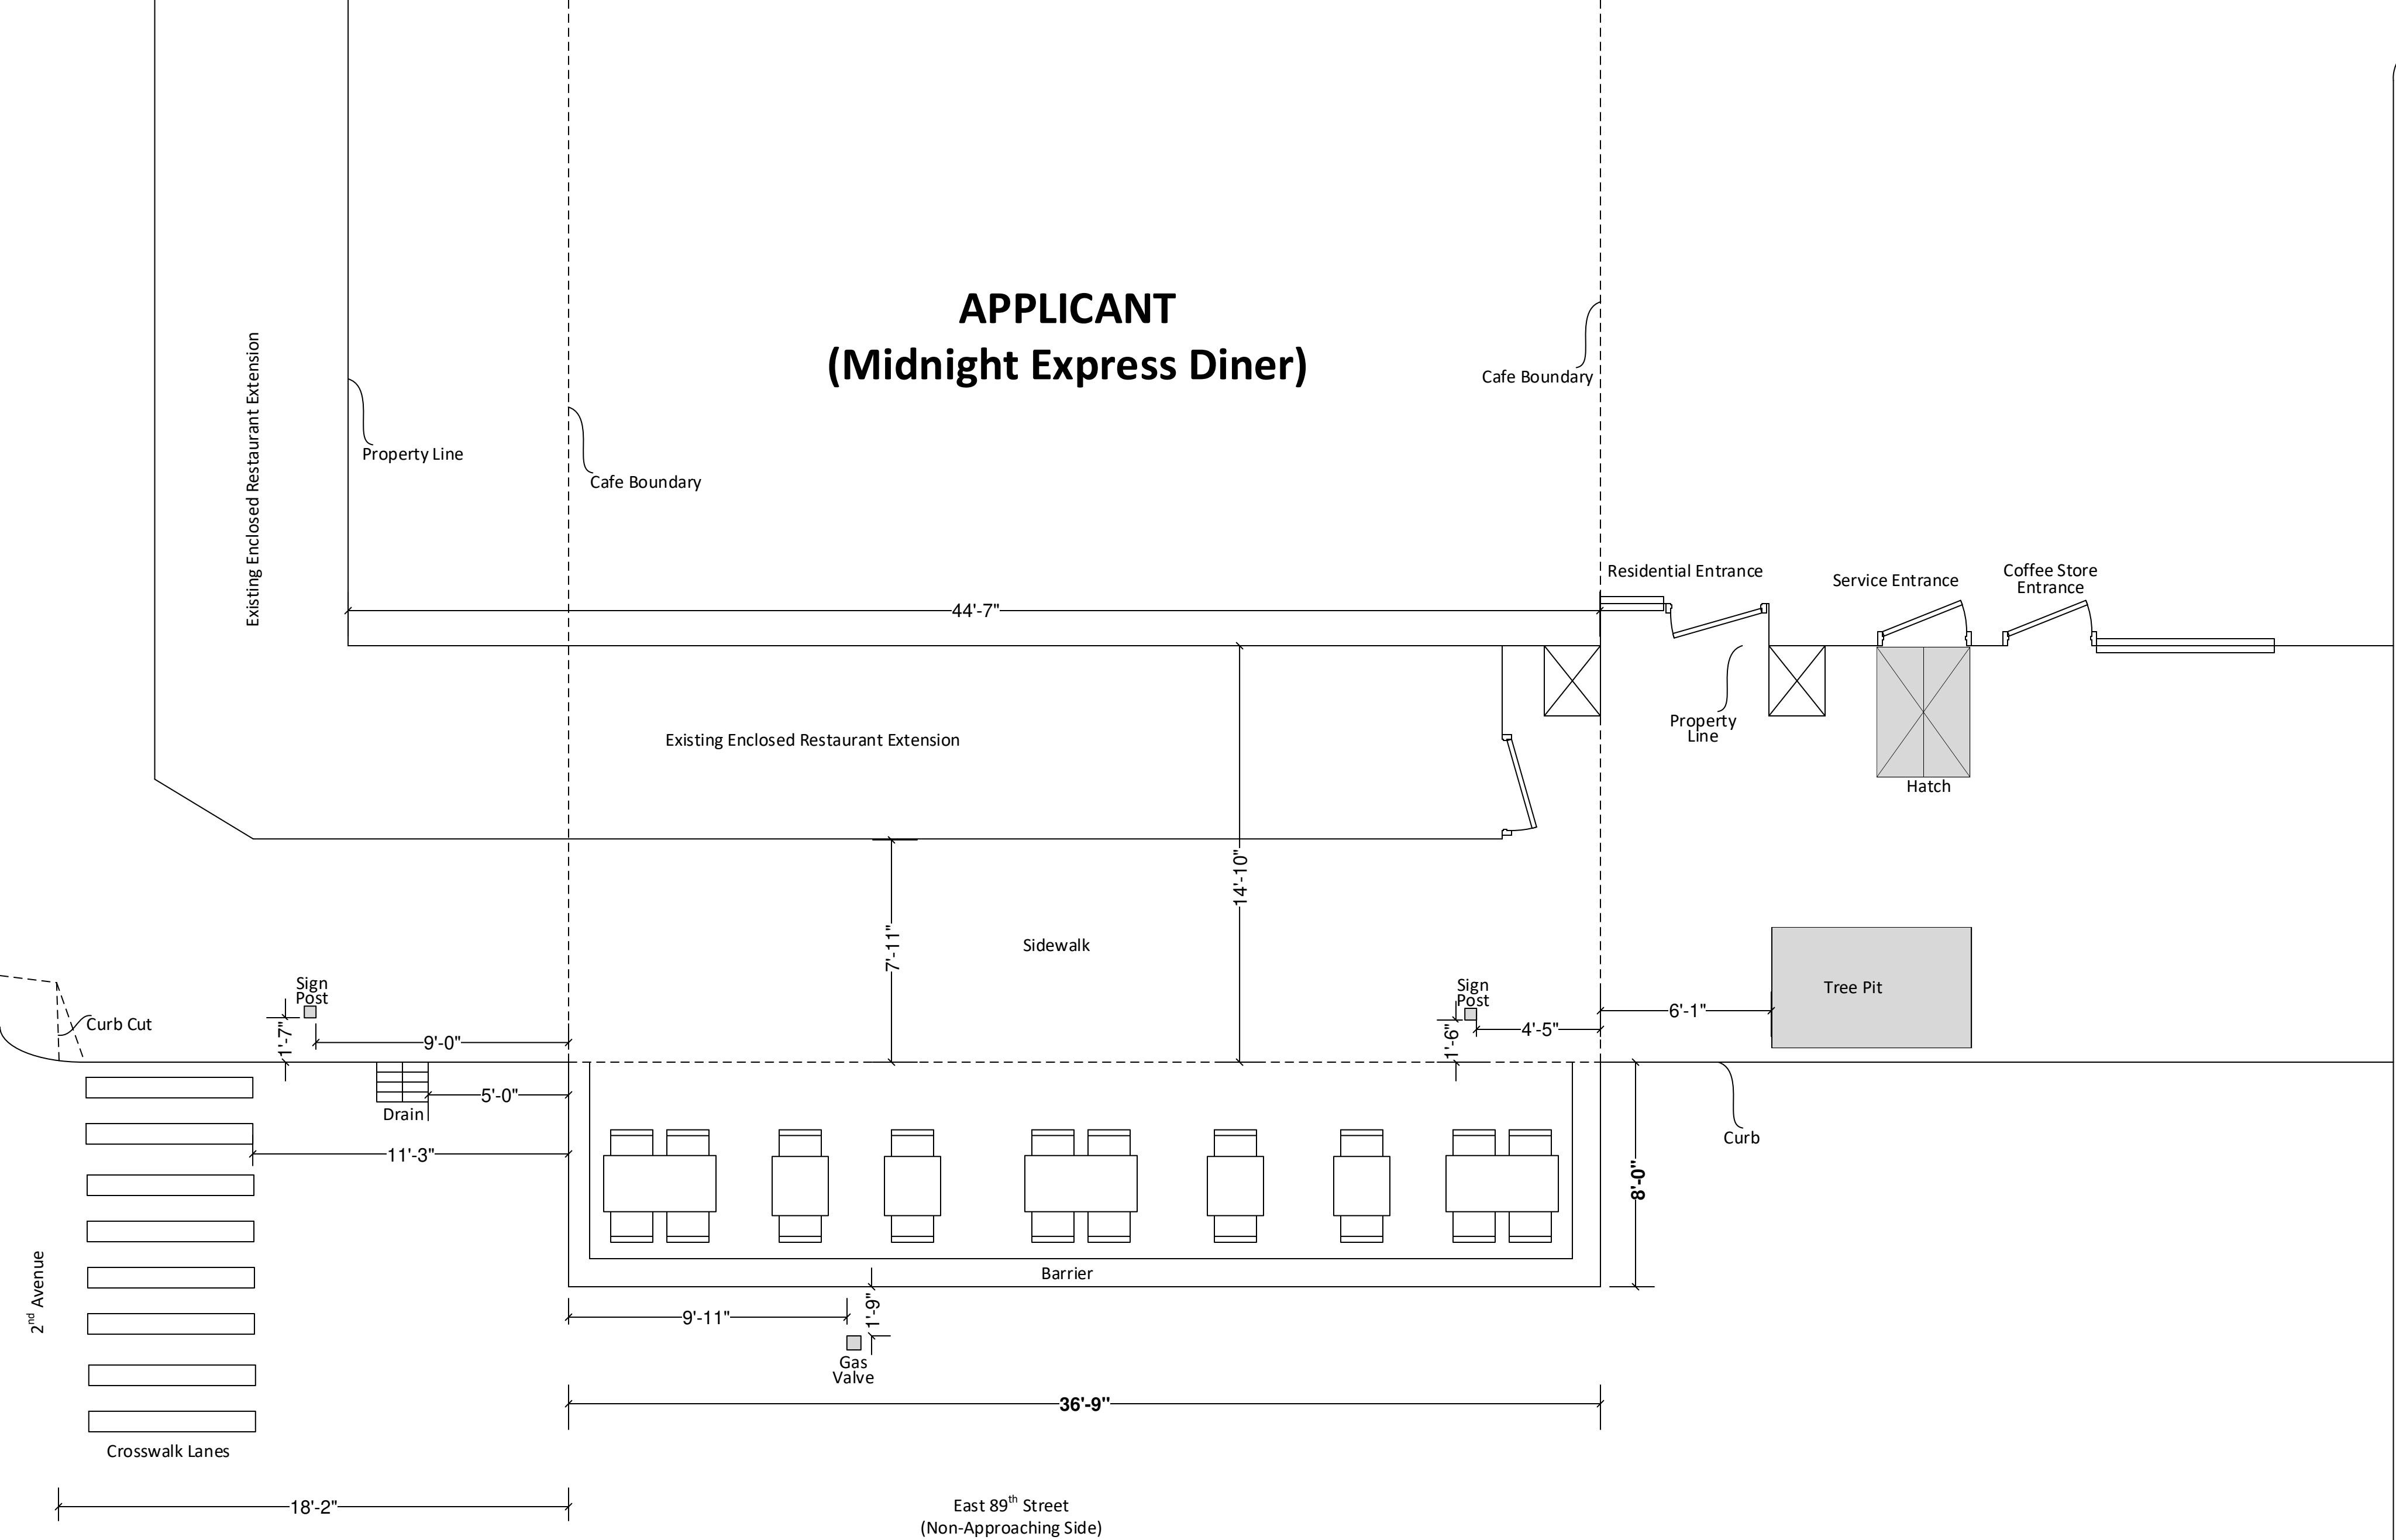 APPLICANT
(Midnight Express Diner)
Cafe Boundary
Existing Enclosed Restaurant Extension
Property Line
Cafe Boundary
Residential Entrance
Service Entrance
Coffee Store
Entrance
44'-7"
Property
Line
Existing Enclosed Restaurant Extension
Hatch
14'-10"
7'-11"
Sidewalk
Sign
Post
Sign
Post
Tree Pit
Curb Cut
6'-1"
1'-7"
9'-0"
1'-6"
4'-5"
5'-0"
Drain
Curb
11'-3"
8'-0"
Barrier
2nd Avenue
9'-11"
1'-9"
Gas
Valve
36'-9"
Crosswalk Lanes
18'-2"
East 89th Street
(Non-Approaching Side)